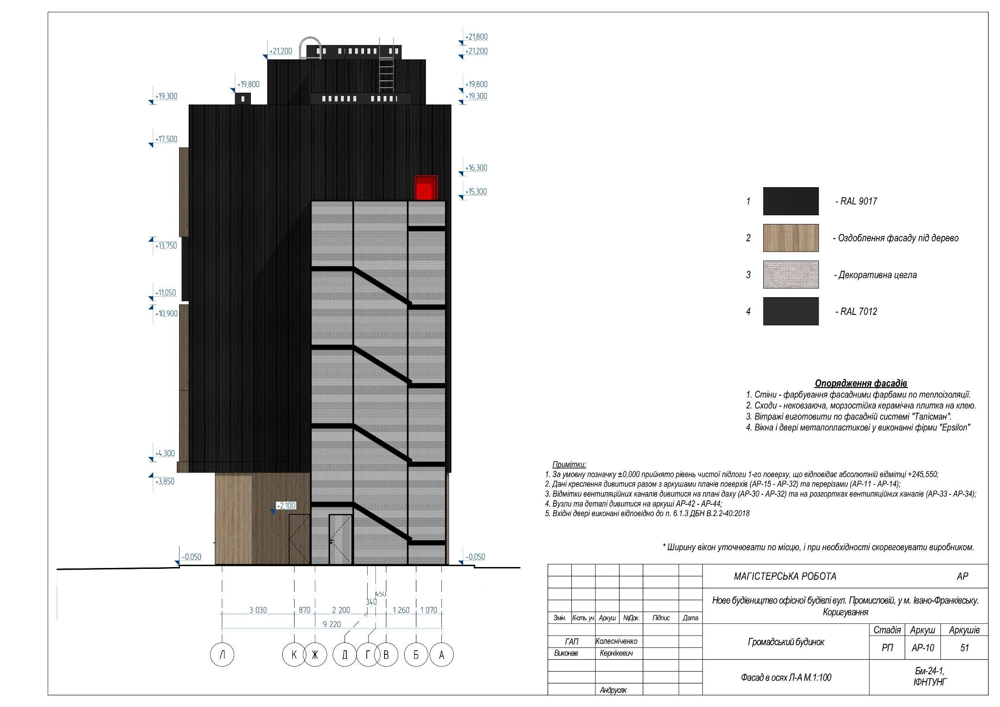 +21,800
+21,200
+21,200
+19,800
+19,800
+19,300
+19,300
+17,500
+16,300
+15,300
+13,750
+11,050
+10,900
+4,300
+3,850
+2,100
−0,050
−0,050
450
340
3 030
870
2 200
1 260
1 070
9 220
Л
К
Ж
Д
Г
В
Б
А
1 - RAL 9017
2 - Оздоблення фасаду під дерево
3 - Декоративна цегла
4 - RAL 7012
Опорядження фасадів
1. Стіни - фарбування фасадними фарбами по теплоізоляції.
2. Сходи - нековзаюча, морзостійка керамічна плитка на клею.
3. Вітражі виготовити по фасадній системі "Талісман".
4. Вікна і двері металопластикові у виконанні фірми "Epsilon"
Примітки:
1. За умовну позначку ±0,000 прийнято рівень чистої підлоги 1-го поверху, що відповідає абсолютній відмітці +245,550;
2. Дані креслення дивитися разом з аркушами планів поверхів (АР-15 - АР-32) та перерізами (АР-11 - АР-14);
3. Відмітки вентиляційних каналів дивитися на плані даху (АР-30 - АР-32) та на розгортках вентиляційних каналів (АР-33 - АР-34);
4. Вузли та деталі дивитися на аркуші АР-42 - АР-44;
5. Вхідні двері виконані відповідно до п. 6.1.3 ДБН В.2.2-40:2018
* Ширину вікон уточнювати по місцю, і при необхідності скореговувати виробником.
МАГІСТЕРСЬКА РОБОТА АР
Нове будівництво офісної будівлі вул. Промисловій, у м. Івано-Франківську.
Коригування
Змін. К-сть. уч. Аркуш №Док. Підпис Дата
Громадський будинок
Стадія Аркуш Аркушів
РП АР-10 51
ГАП Колесніченко
Виконав Кернікевич
Андрусяк
Фасад в осях Л-А М.1:100
Бм-24-1,
ІФНТУНГ